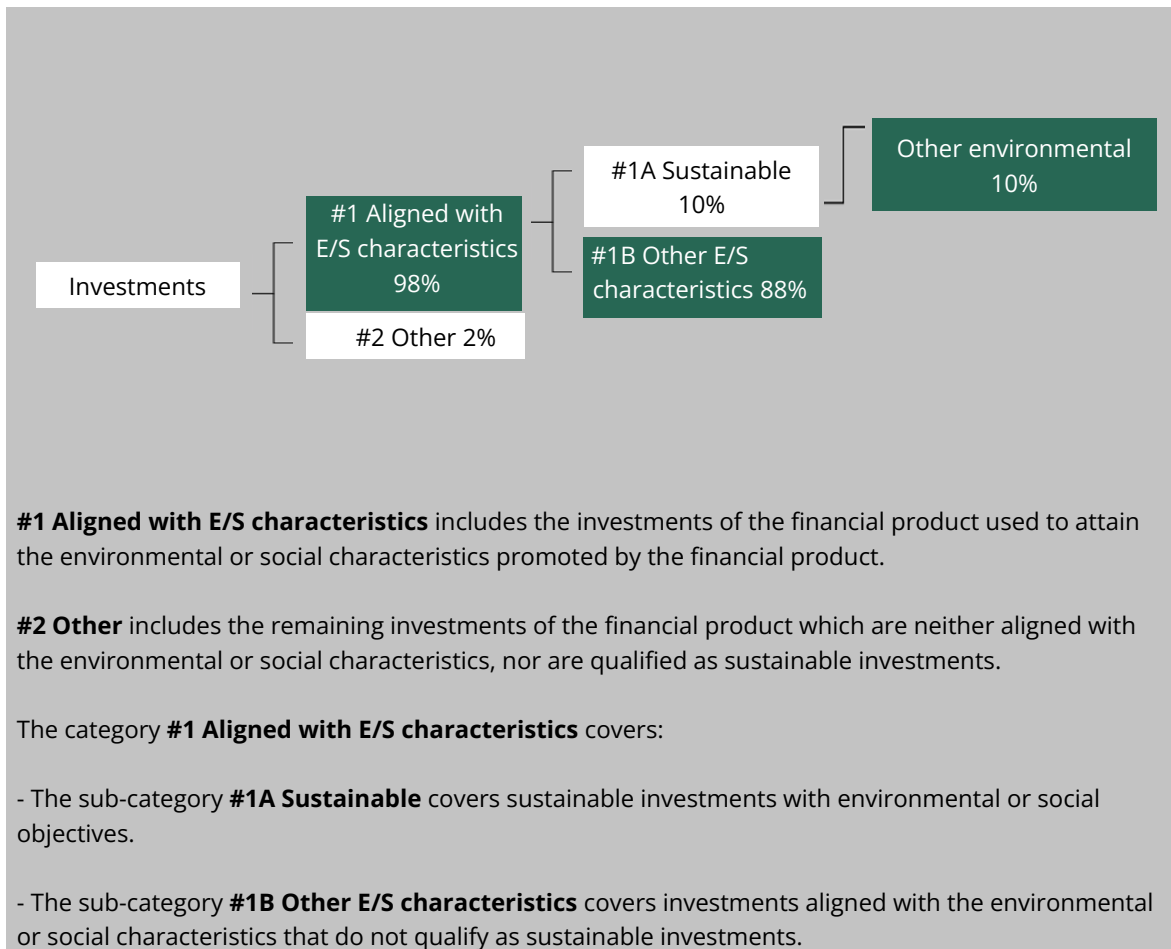 Investments
#1 Aligned with
E/S characteristics
98%
#2 Other 2%
#1A Sustainable
10%
#1B Other E/S
characteristics 88%
Other environmental
10%
#1 Aligned with E/S characteristics includes the investments of the financial product used to attain
the environmental or social characteristics promoted by the financial product.
#2 Other includes the remaining investments of the financial product which are neither aligned with
the environmental or social characteristics, nor are qualified as sustainable investments.
The category #1 Aligned with E/S characteristics covers:
- The sub-category #1A Sustainable covers sustainable investments with environmental or social
objectives.
- The sub-category #1B Other E/S characteristics covers investments aligned with the environmental
or social characteristics that do not qualify as sustainable investments.